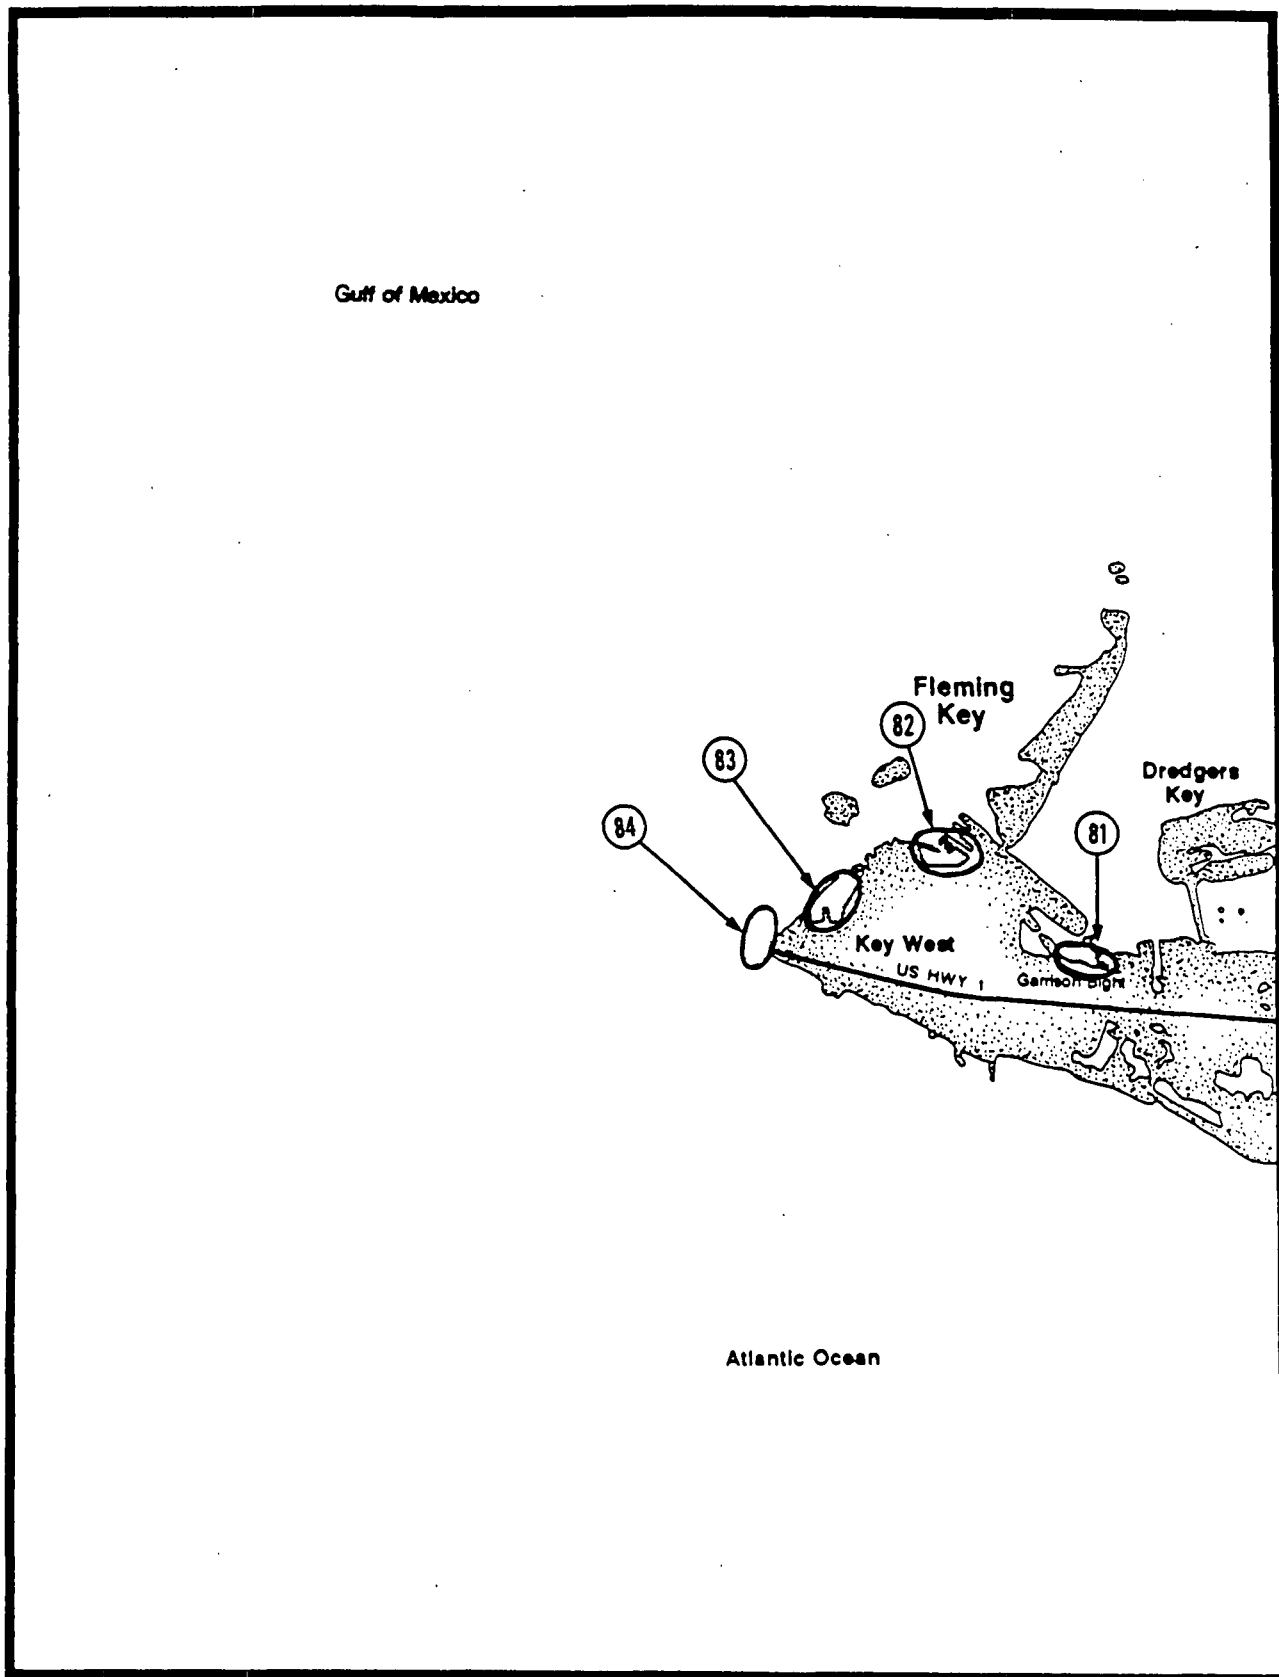 Gulf of Mexico
Fleming
Key
82
83
Dredgers
Key
84
81
Key West
US HWY 1
Garrison Bight
Atlantic Ocean